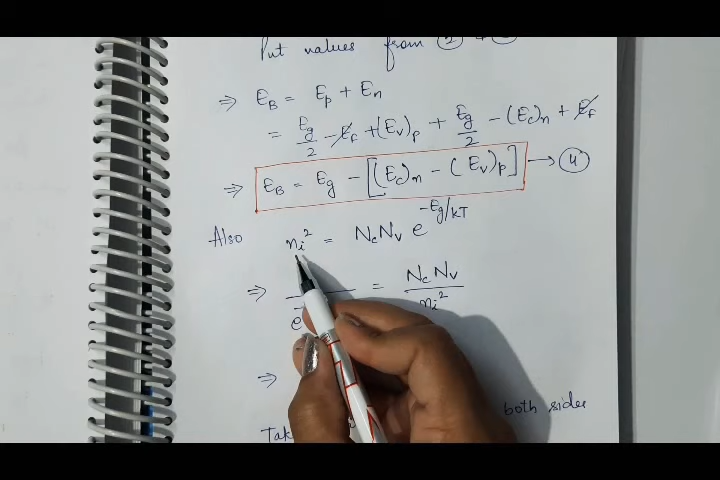 Put values from ②
⇒ E_B = E_p + E_n
= E_g/2 - E_F + (E_v)_p + E_g/2 - (E_c)_n + E_F
⇒ E_B = E_g - [(E_c)_n - (E_v)_p] → ④
Also n_i² = N_c N_v e^(-E_g/kT)
⇒ = N_c N_v / n_i²
⇒
both sides